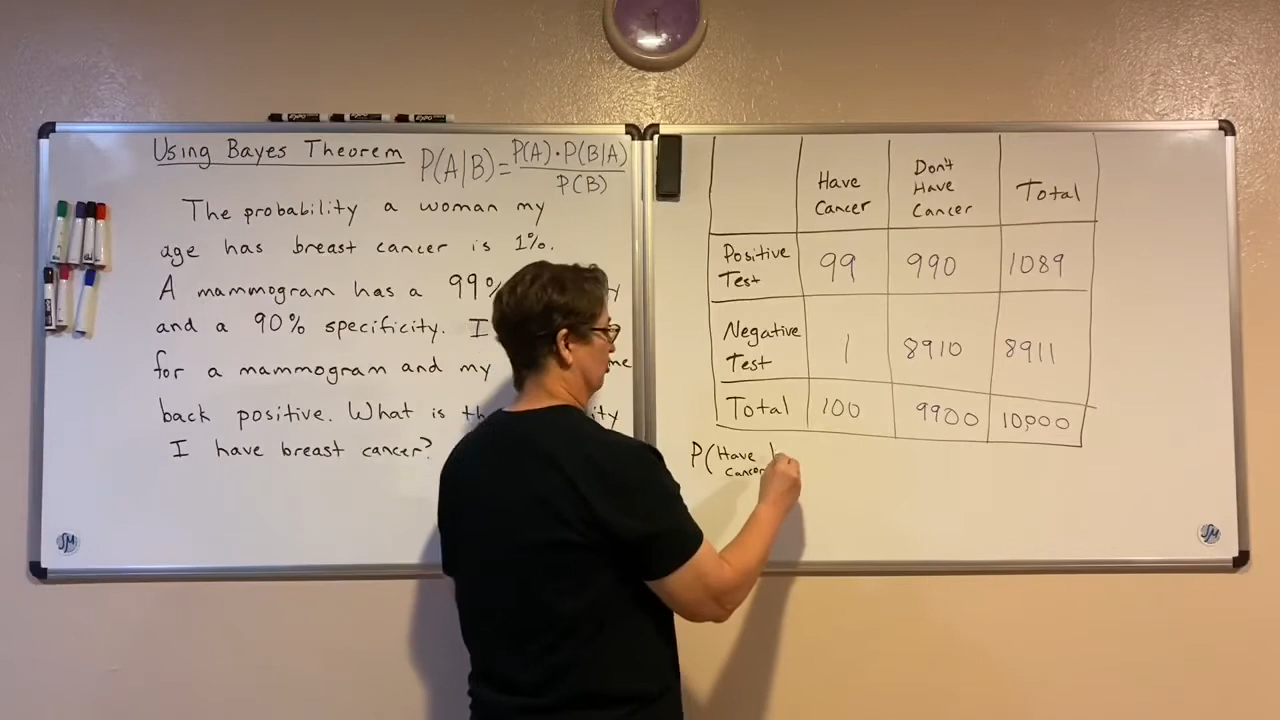 Using Bayes Theorem P(A|B)=P(A)·P(B|A)
P(B)
The probability a woman my
age has breast cancer is 1%.
A mammogram has a 99%
and a 90% specificity. I
for a mammogram and my
back positive. What is
I have breast cancer?
Have Cancer Don't Have Cancer Total
Positive Test 99 990 1089
Negative Test 1 8910 8911
Total 100 9900 10,000
P(Have cancer |
SM
SM